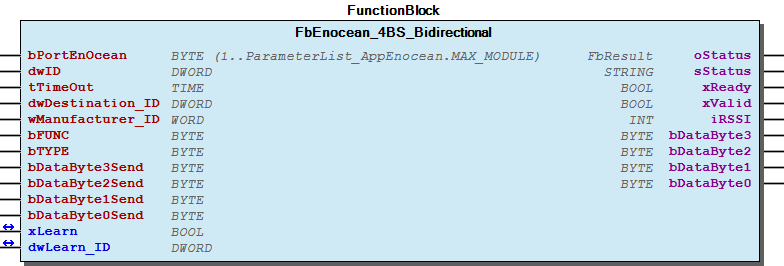 FunctionBlock
FbEnocean_4BS_Bidirectional
bPortEnOcean BYTE (1..ParameterList_AppEnocean.MAX_MODULE) FbResult oStatus
dwID DWORD STRING sStatus
tTimeOut TIME BOOL xReady
dwDestination_ID DWORD BOOL xValid
wManufacturer_ID WORD INT iRSSI
bFUNC BYTE BYTE bDataByte3
bTYPE BYTE BYTE bDataByte2
bDataByte3Send BYTE BYTE bDataByte1
bDataByte2Send BYTE BYTE bDataByte0
bDataByte1Send BYTE
bDataByte0Send BYTE
xLearn BOOL
dwLearn_ID DWORD